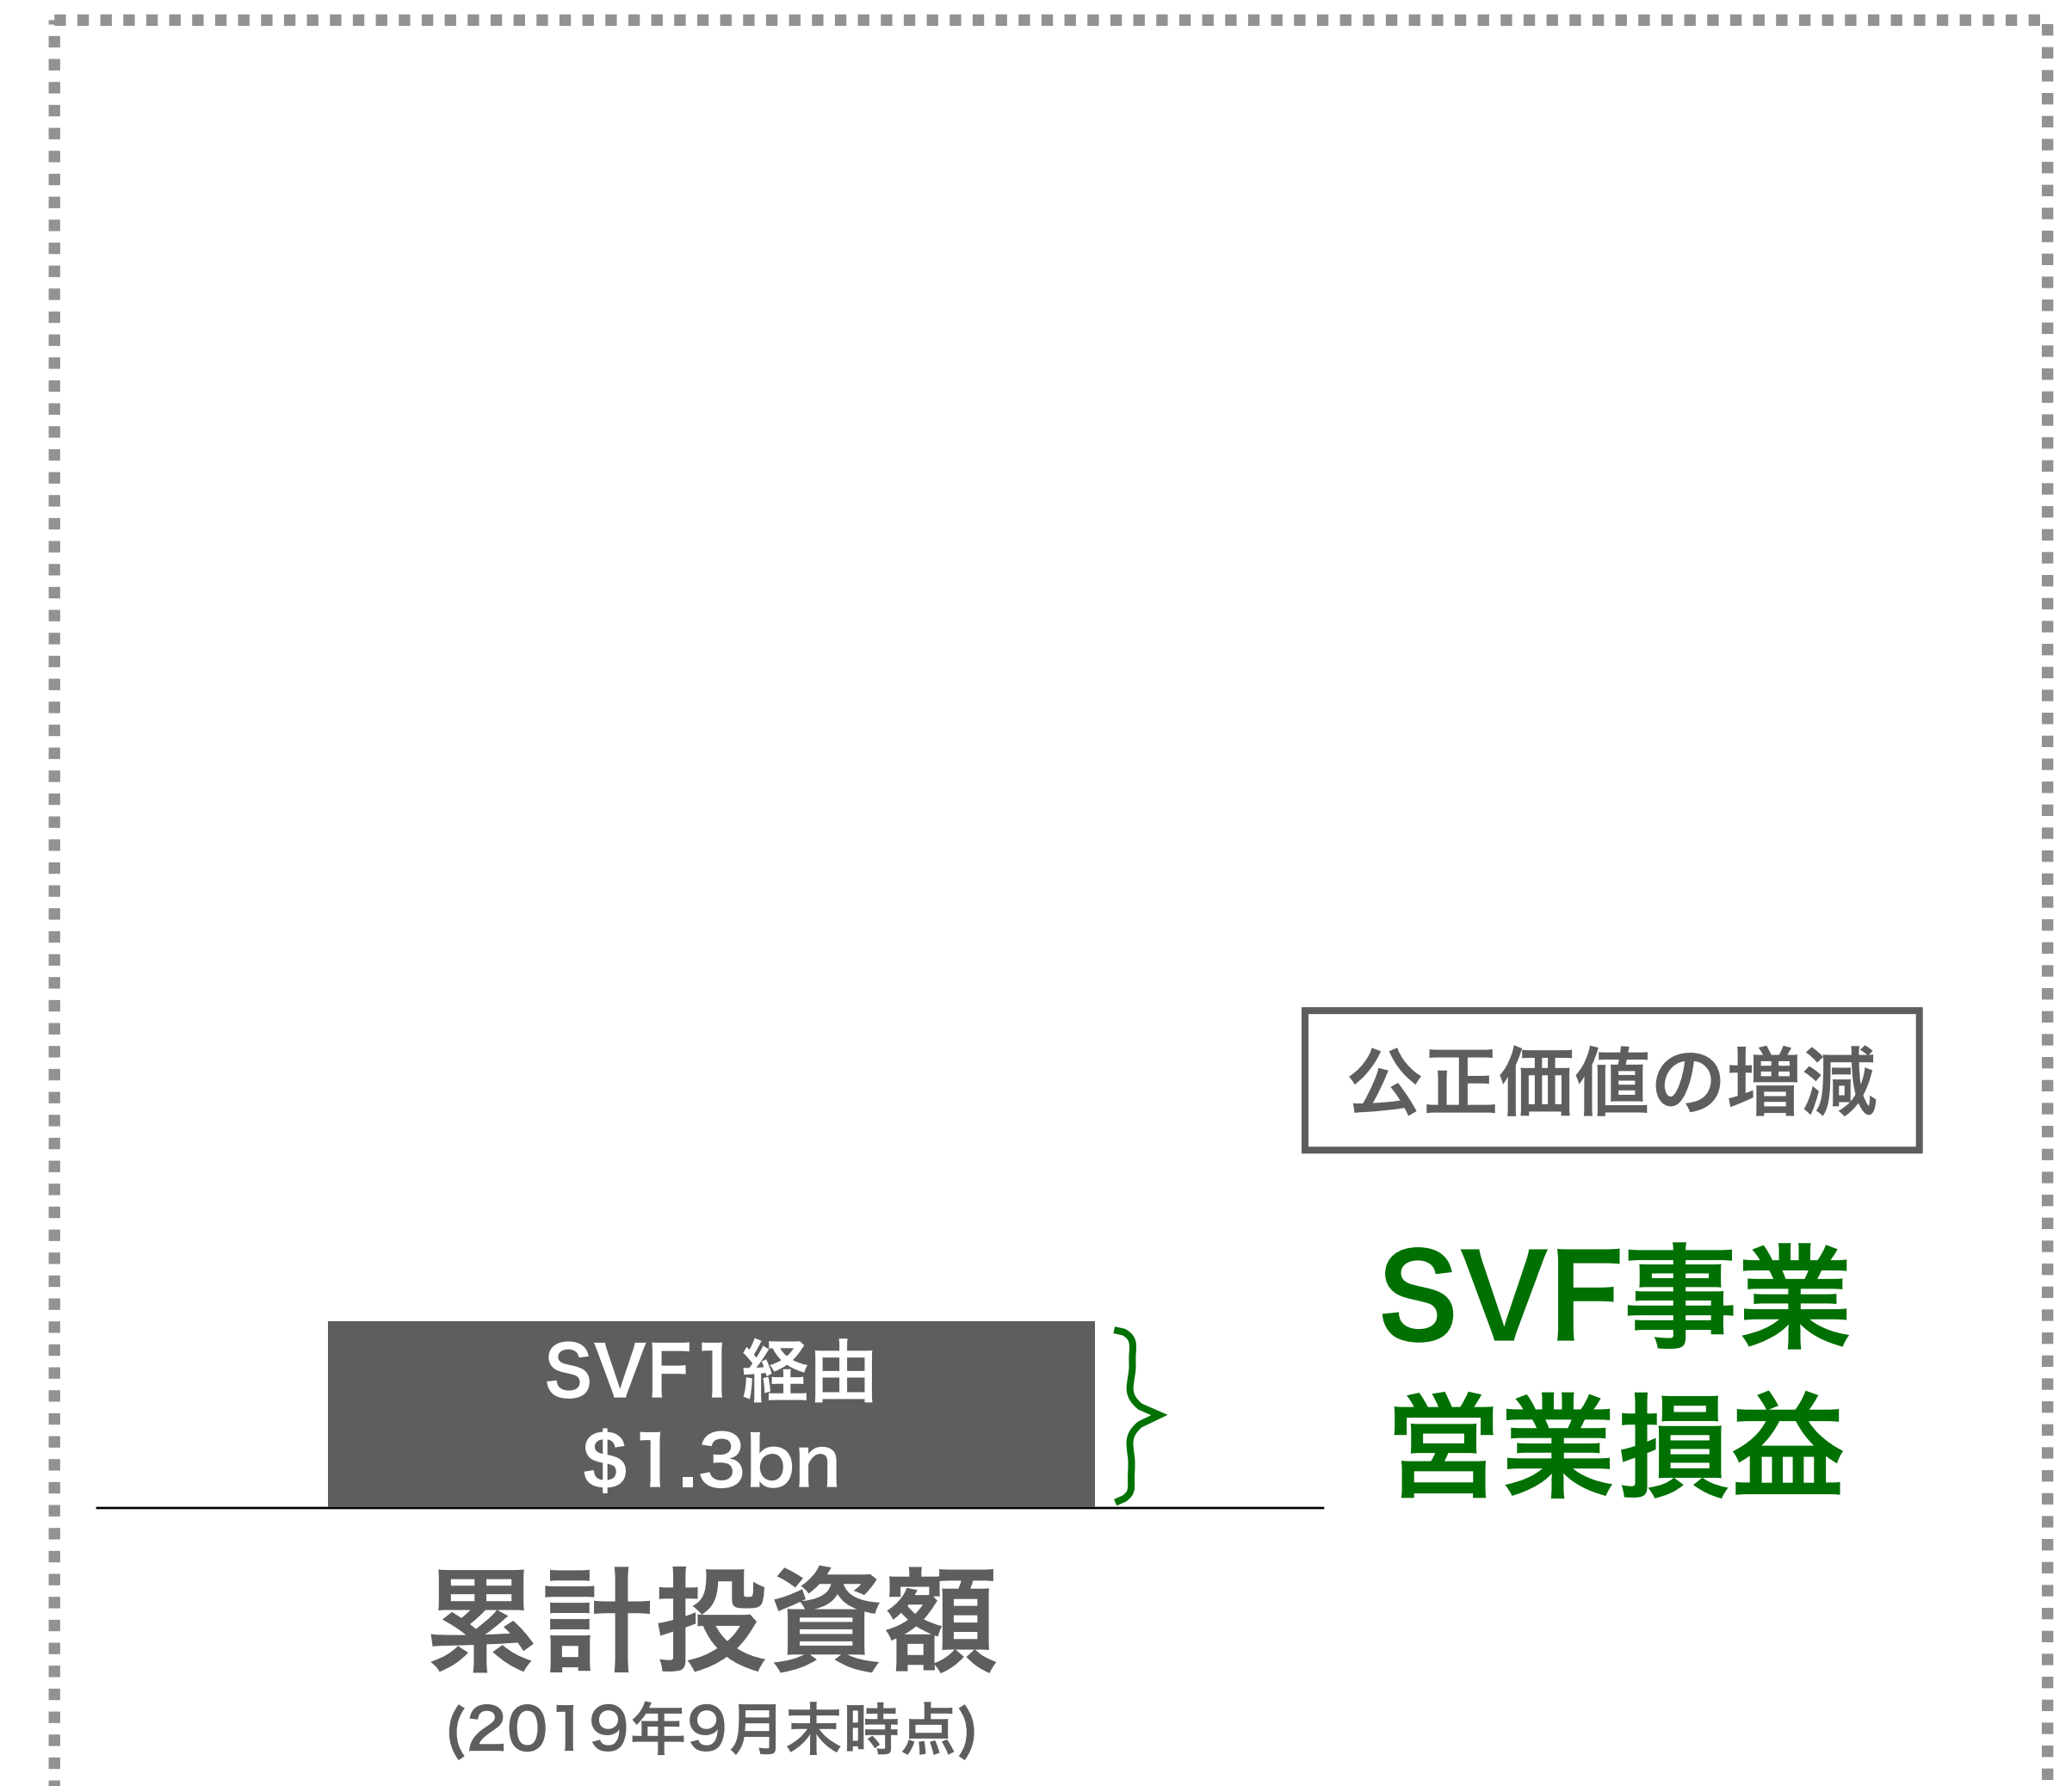 公正価値の増減
SVF事業
営業損益
SVF1経由
$1.3bn
累計投資額
(2019年9月末時点)